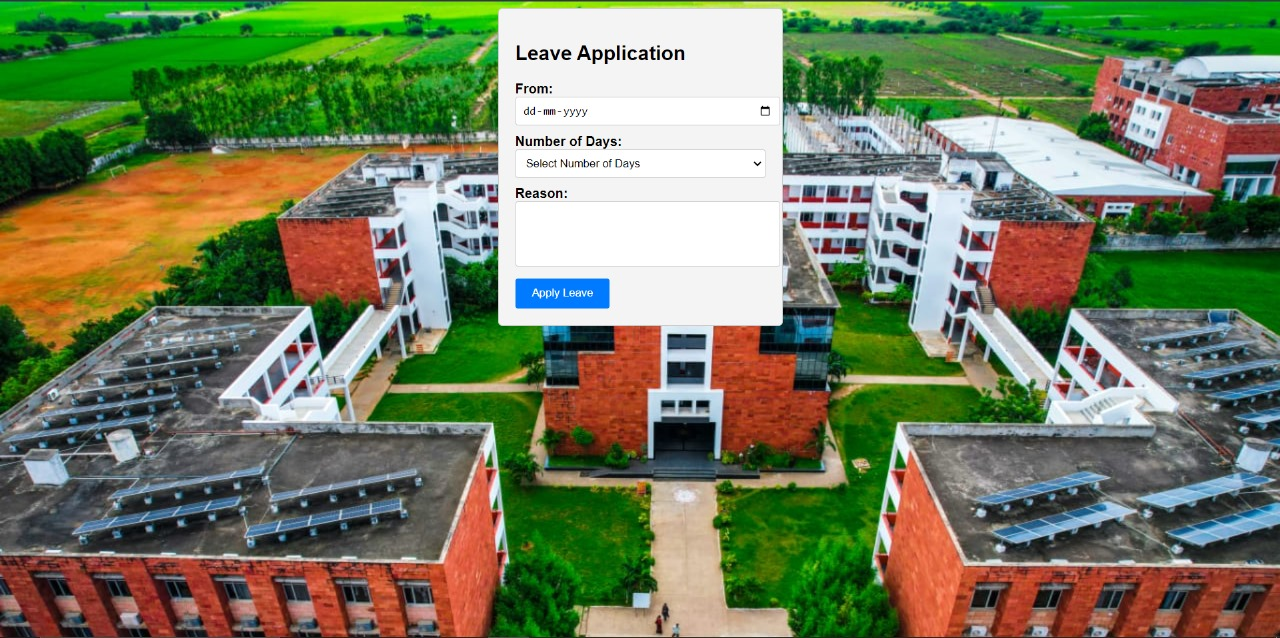 Leave Application
From:
dd-mm-yyyy
Number of Days:
Select Number of Days
Reason:
Apply Leave